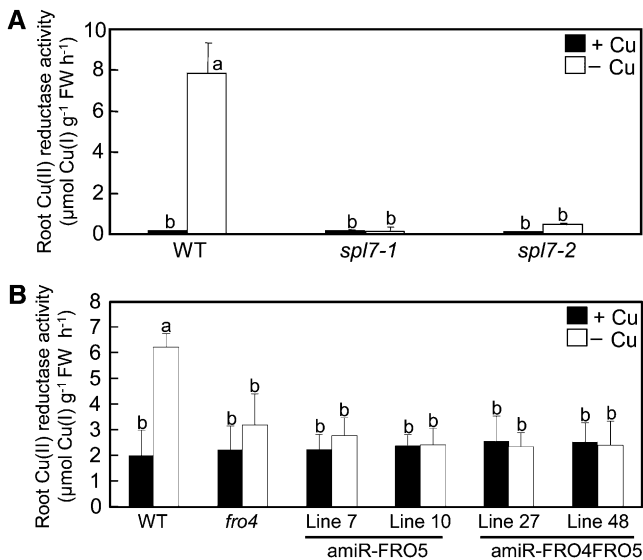 A
Root Cu(II) reductase activity
(μmol Cu(I) g⁻¹ FW h⁻¹)
10
8
6
4
2
0
+ Cu
− Cu
b
a
b
b
b
b
WT
spl7-1
spl7-2
B
Root Cu(II) reductase activity
(μmol Cu(I) g⁻¹ FW h⁻¹)
8
7
6
5
4
3
2
1
0
+ Cu
− Cu
b
a
b
b
b
b
b
b
b
b
b
b
WT
fro4
Line 7
Line 10
Line 27
Line 48
amiR-FRO5
amiR-FRO4FRO5